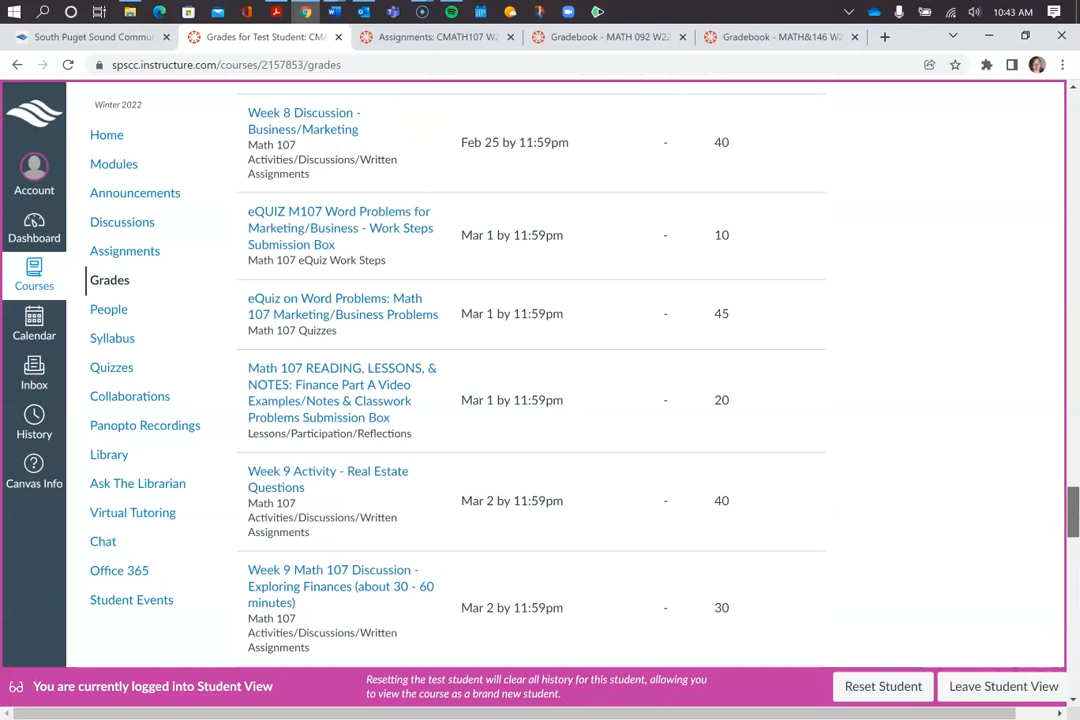 10:43 AM
South Puget Sound Commu
Grades for Test Student: CMA
Assignments: CMATH107 W2
Gradebook - MATH 092 W22
Gradebook - MATH&146 W2
spscc.instructure.com/courses/2157853/grades
Account
Dashboard
Courses
Calendar
Inbox
History
Canvas Info
Winter 2022
Home
Modules
Announcements
Discussions
Assignments
Grades
People
Syllabus
Quizzes
Collaborations
Panopto Recordings
Library
Ask The Librarian
Virtual Tutoring
Chat
Office 365
Student Events
Week 8 Discussion -
Business/Marketing
Math 107
Activities/Discussions/Written
Assignments
Feb 25 by 11:59pm - 40
eQUIZ M107 Word Problems for
Marketing/Business - Work Steps
Submission Box
Math 107 eQuiz Work Steps
Mar 1 by 11:59pm - 10
eQuiz on Word Problems: Math
107 Marketing/Business Problems
Math 107 Quizzes
Mar 1 by 11:59pm - 45
Math 107 READING, LESSONS, &
NOTES: Finance Part A Video
Examples/Notes & Classwork
Problems Submission Box
Lessons/Participation/Reflections
Mar 1 by 11:59pm - 20
Week 9 Activity - Real Estate
Questions
Math 107
Activities/Discussions/Written
Assignments
Mar 2 by 11:59pm - 40
Week 9 Math 107 Discussion -
Exploring Finances (about 30 - 60
minutes)
Math 107
Activities/Discussions/Written
Assignments
Mar 2 by 11:59pm - 30
You are currently logged into Student View
Resetting the test student will clear all history for this student, allowing you
to view the course as a brand new student.
Reset Student
Leave Student View